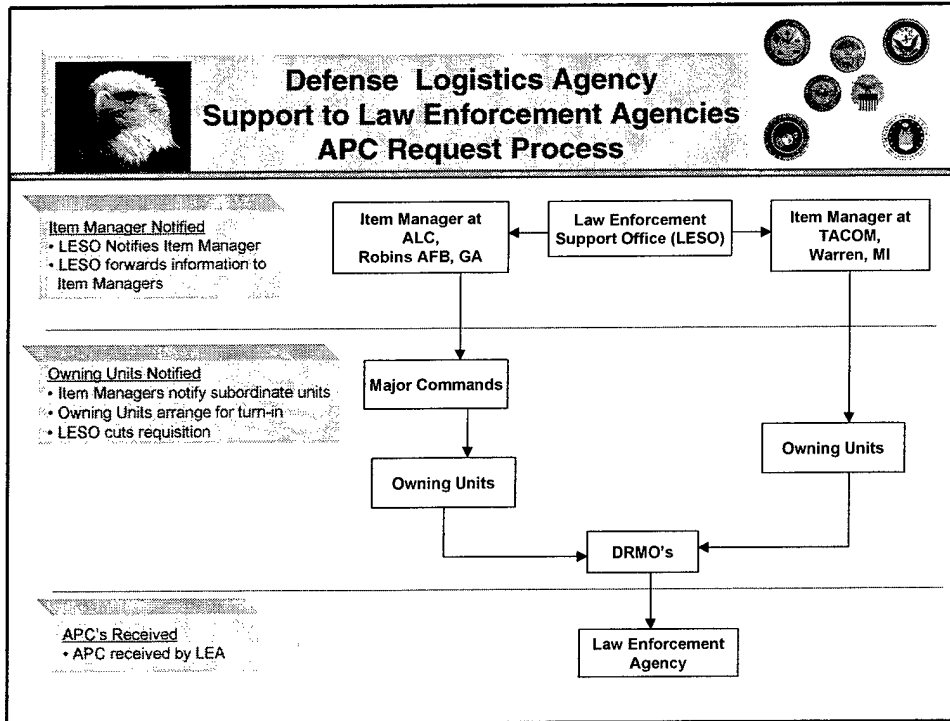 Defense Logistics Agency
Support to Law Enforcement Agencies
APC Request Process
Item Manager Notified
• LESO Notifies Item Manager
• LESO forwards information to
Item Managers
Item Manager at
ALC,
Robins AFB, GA
Law Enforcement
Support Office (LESO)
Item Manager at
TACOM,
Warren, MI
Owning Units Notified
• Item Managers notify subordinate units
• Owning Units arrange for turn-in
• LESO cuts requisition
Major Commands
Owning Units
Owning Units
DRMO's
APC's Received
• APC received by LEA
Law Enforcement
Agency